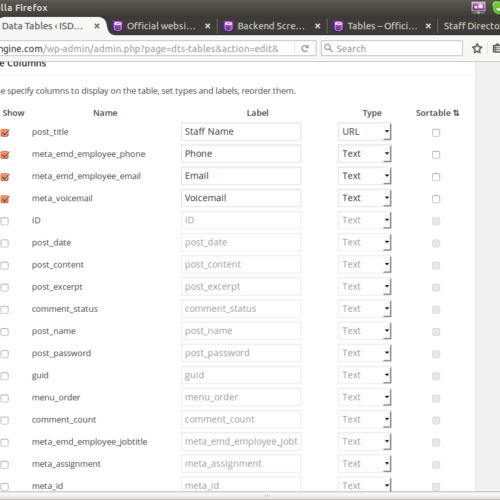 lla Firefox
Data Tables ‹ ISD... Official websi... Backend Scre... Tables – Offici... Staff Directo
ngine.com/wp-admin/admin.php?page=dts-tables&action=edit& Search
e Columns
se specify columns to display on the table, set types and labels, reorder them.
Show Name Label Type Sortable ⇅
post_title Staff Name URL
meta_emd_employee_phone Phone Text
meta_emd_employee_email Email Text
meta_voicemail Voicemail Text
ID ID Text
post_date post_date Text
post_content post_content Text
post_excerpt post_excerpt Text
comment_status comment_status Text
post_name post_name Text
post_password post_password Text
guid guid Text
menu_order menu_order Text
comment_count comment_count Text
meta_emd_employee_jobtitle meta_emd_employee_jobt Text
meta_assignment meta_assignment Text
meta_id meta_id Text